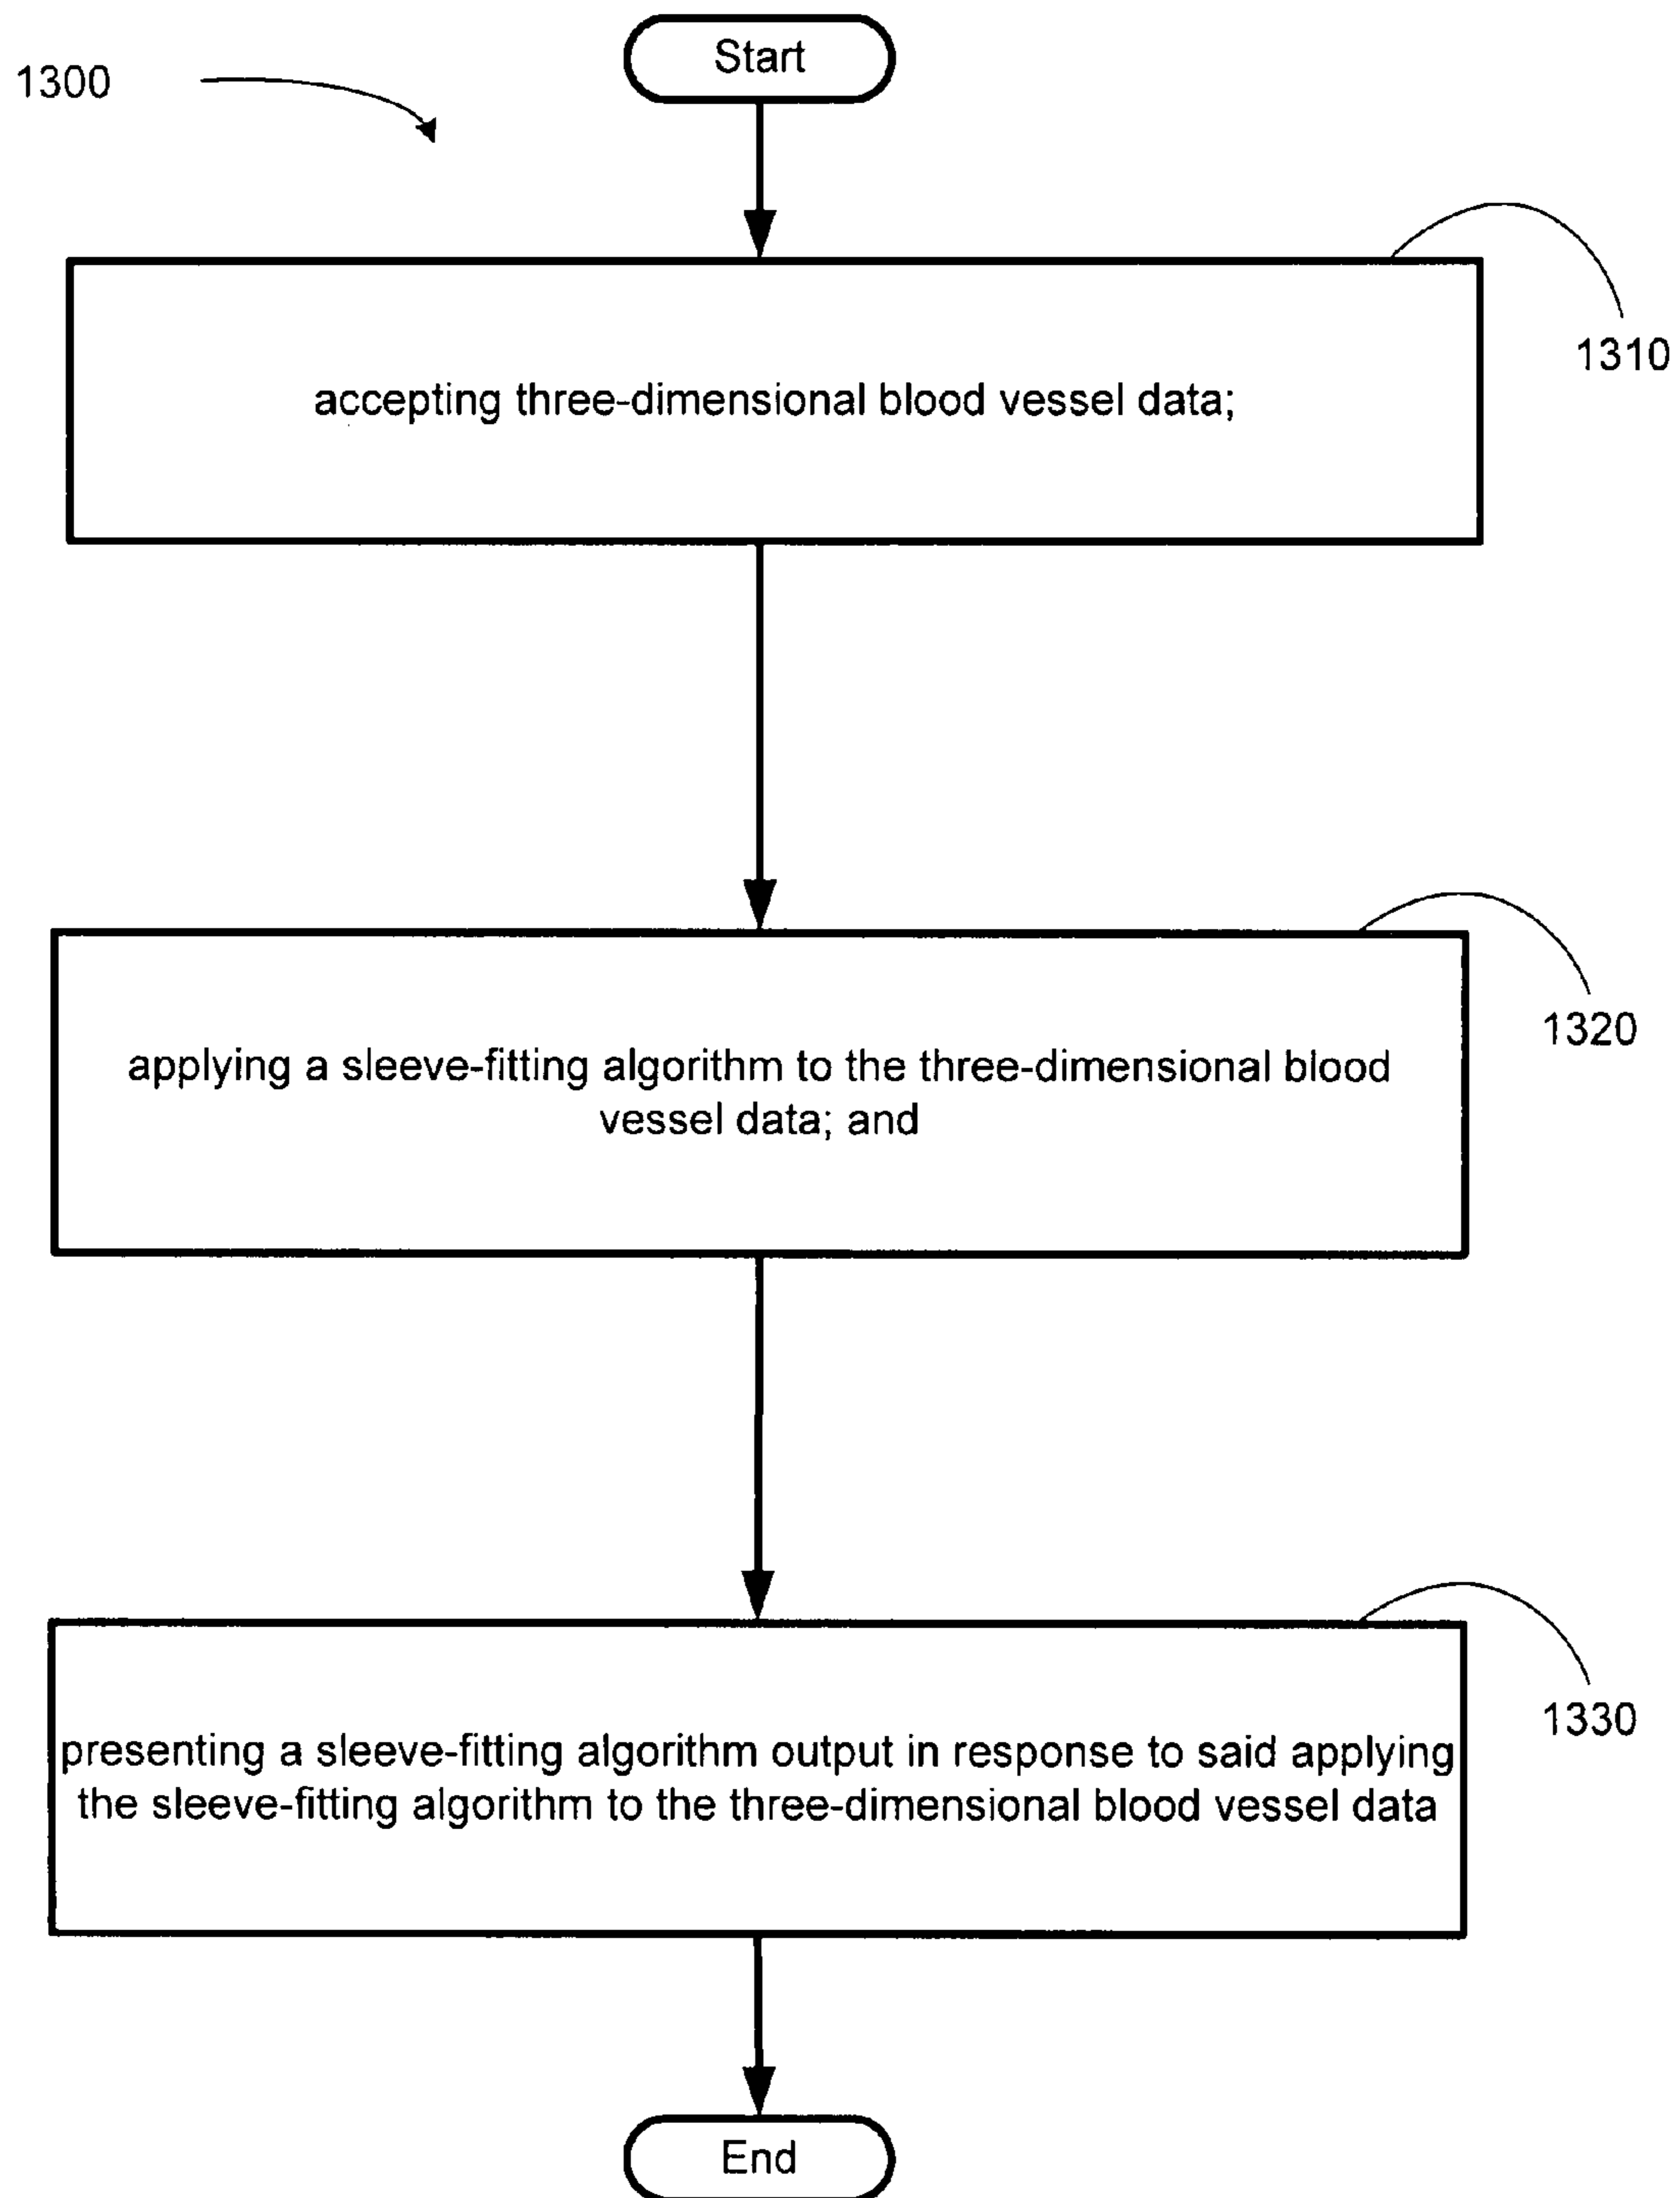 Start
1300
1310
accepting three-dimensional blood vessel data;
1320
applying a sleeve-fitting algorithm to the three-dimensional blood
vessel data; and
1330
presenting a sleeve-fitting algorithm output in response to said applying
the sleeve-fitting algorithm to the three-dimensional blood vessel data
End